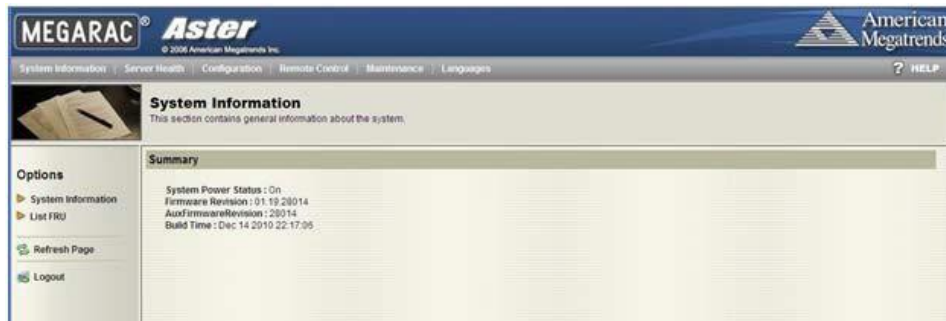 MEGARAC® Aster
© 2006 American Megatrends Inc.
American Megatrends
System Information | Server Health | Configuration | Remote Control | Maintenance | Languages
? HELP
System Information
This section contains general information about the system.
Options
System Information
List FRU
Refresh Page
Logout
Summary
System Power Status : On
Firmware Revision : 01.19.28014
AuxFirmwareRevision : 28014
Build Time : Dec 14 2010 22:17:06